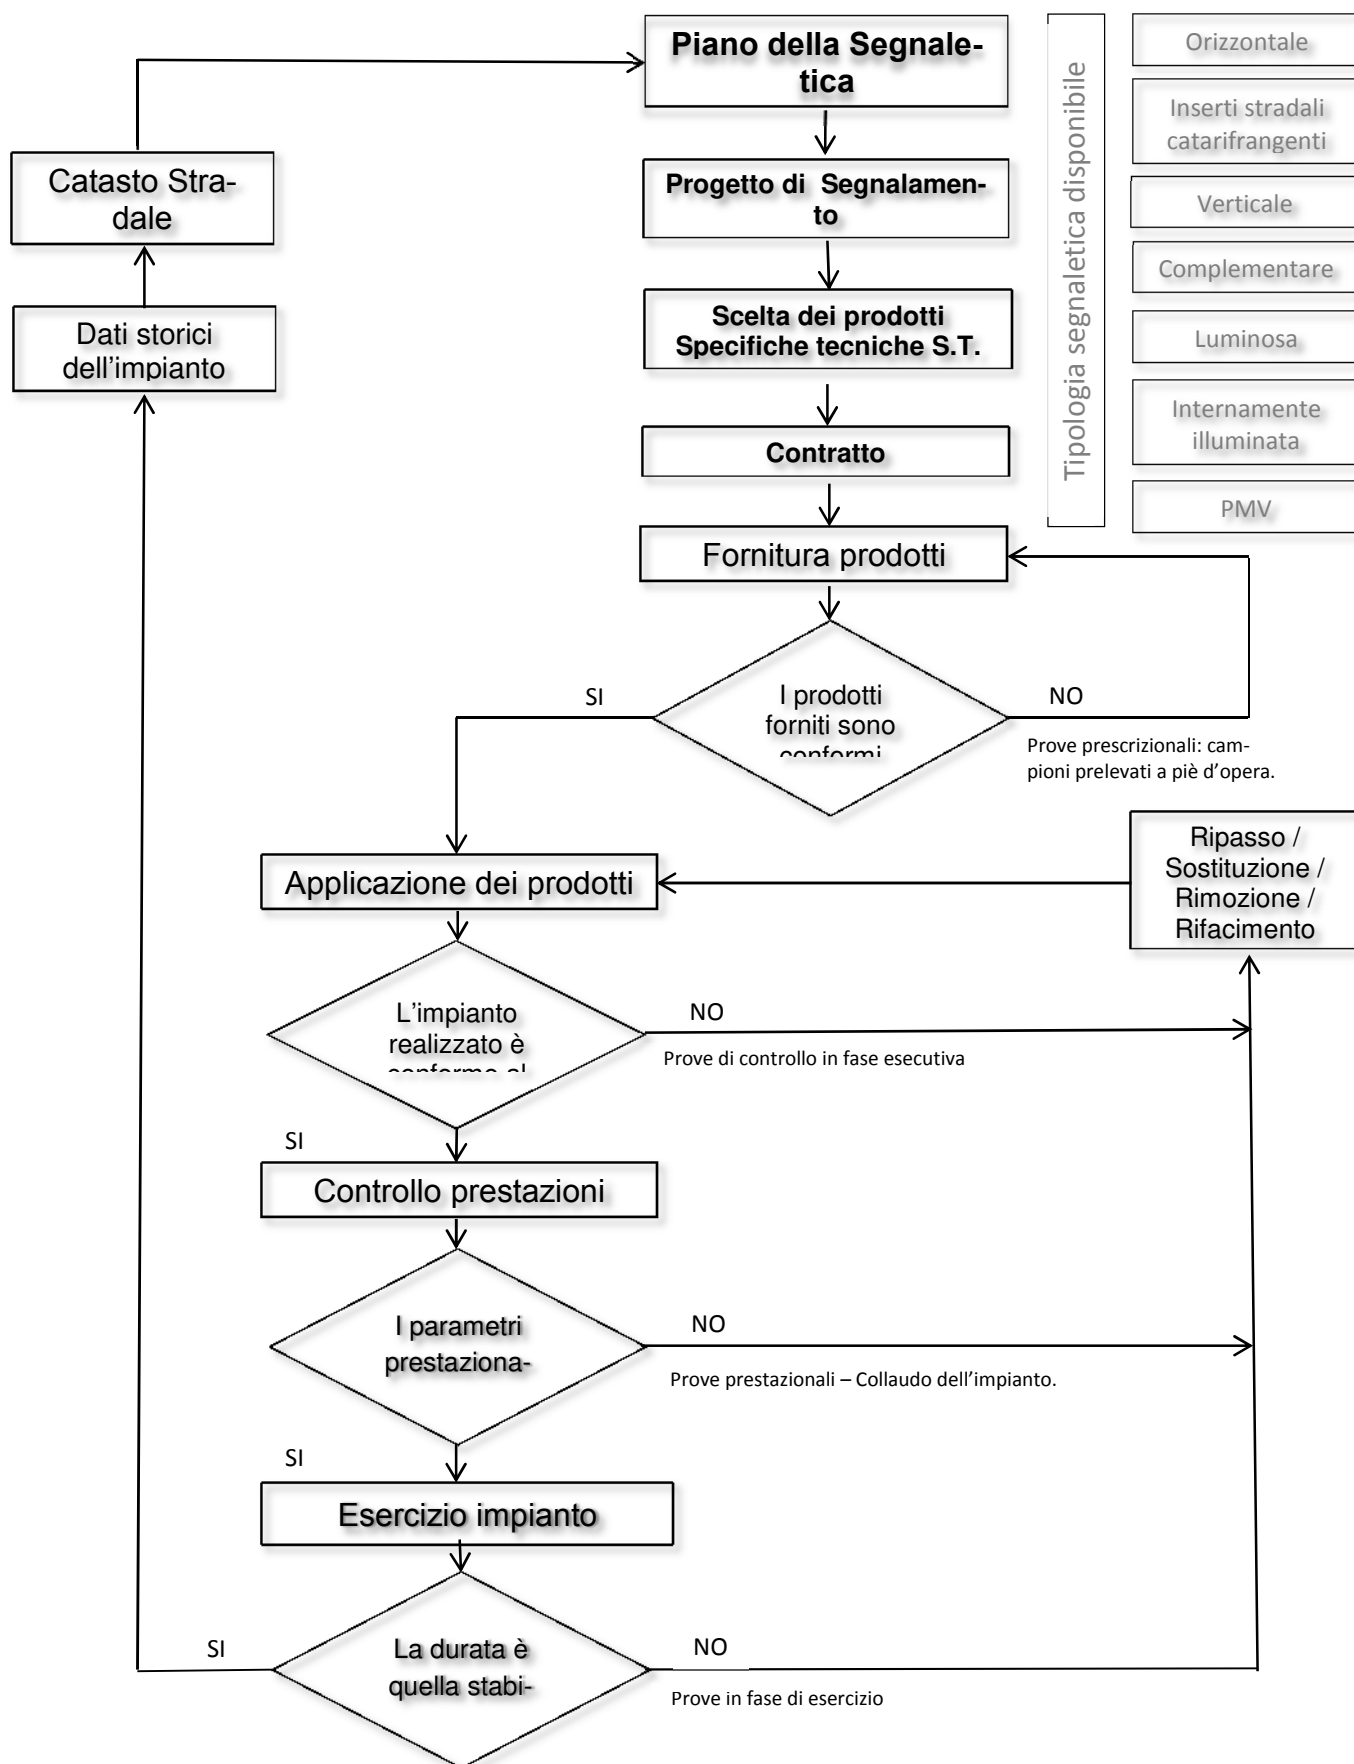 Piano della Segnale-
tica
Orizzontale
Inserti stradali
catarifrangenti
Tipologia segnaletica disponibile
Catasto Stra-
dale
Progetto di Segnalamen-
to
Verticale
Complementare
Dati storici
dell'impianto
Scelta dei prodotti
Specifiche tecniche S.T.
Luminosa
Internamente
illuminata
Contratto
PMV
Fornitura prodotti
SI
I prodotti
forniti sono
conformi
NO
Prove prescrizionali: cam-
pioni prelevati a piè d'opera.
Ripasso /
Sostituzione /
Rimozione /
Rifacimento
Applicazione dei prodotti
L'impianto
realizzato è
conforme al
NO
Prove di controllo in fase esecutiva
SI
Controllo prestazioni
I parametri
prestaziona-
NO
Prove prestazionali – Collaudo dell'impianto.
SI
Esercizio impianto
SI
La durata è
quella stabi-
NO
Prove in fase di esercizio